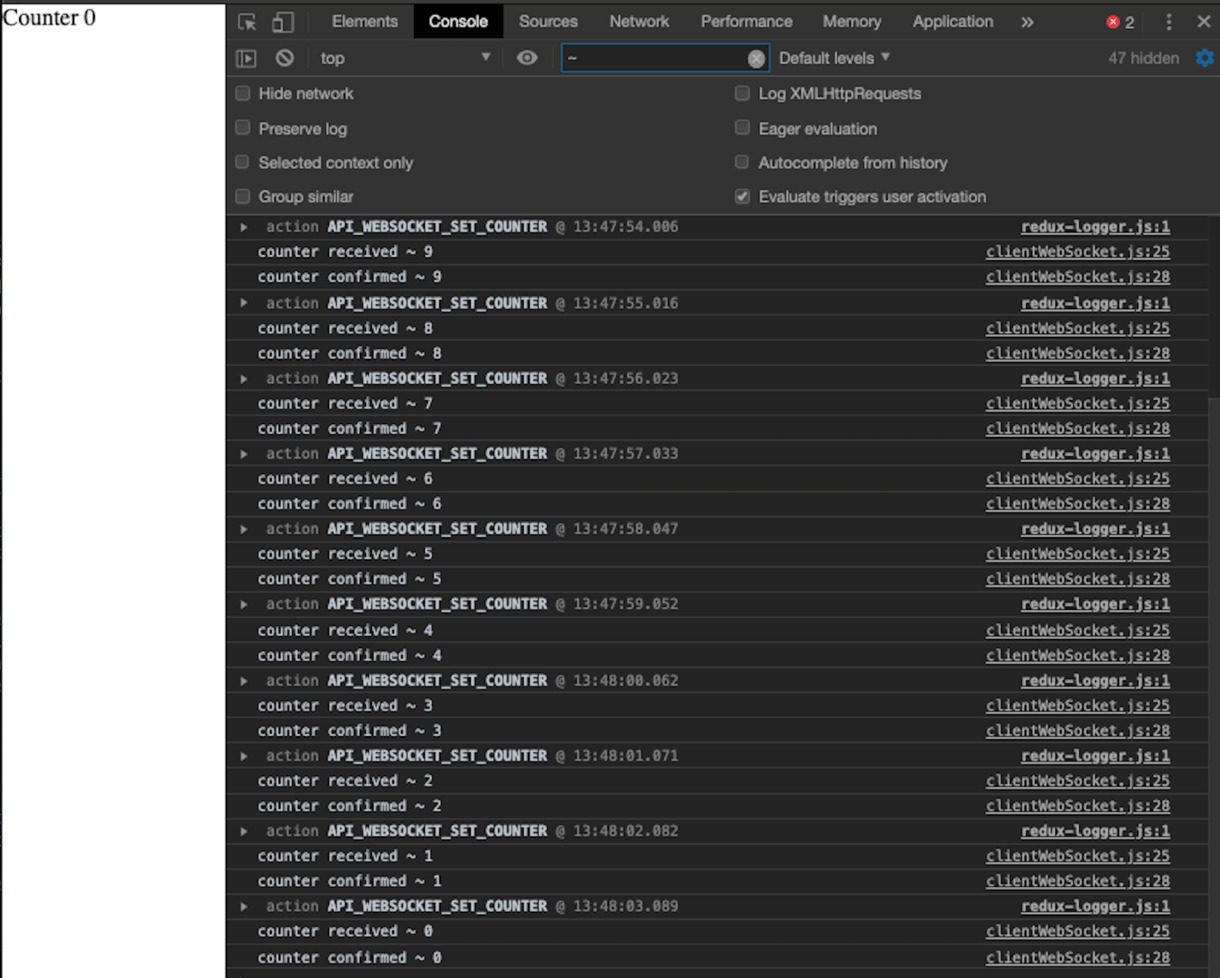 Counter 0
Elements Console Sources Network Performance Memory Application » 2
top ~ Default levels 47 hidden
Hide network Log XMLHttpRequests
Preserve log Eager evaluation
Selected context only Autocomplete from history
Group similar Evaluate triggers user activation
action API_WEBSOCKET_SET_COUNTER @ 13:47:54.006 redux-logger.js:1
counter received ~ 9 clientWebSocket.js:25
counter confirmed ~ 9 clientWebSocket.js:28
action API_WEBSOCKET_SET_COUNTER @ 13:47:55.016 redux-logger.js:1
counter received ~ 8 clientWebSocket.js:25
counter confirmed ~ 8 clientWebSocket.js:28
action API_WEBSOCKET_SET_COUNTER @ 13:47:56.023 redux-logger.js:1
counter received ~ 7 clientWebSocket.js:25
counter confirmed ~ 7 clientWebSocket.js:28
action API_WEBSOCKET_SET_COUNTER @ 13:47:57.033 redux-logger.js:1
counter received ~ 6 clientWebSocket.js:25
counter confirmed ~ 6 clientWebSocket.js:28
action API_WEBSOCKET_SET_COUNTER @ 13:47:58.047 redux-logger.js:1
counter received ~ 5 clientWebSocket.js:25
counter confirmed ~ 5 clientWebSocket.js:28
action API_WEBSOCKET_SET_COUNTER @ 13:47:59.052 redux-logger.js:1
counter received ~ 4 clientWebSocket.js:25
counter confirmed ~ 4 clientWebSocket.js:28
action API_WEBSOCKET_SET_COUNTER @ 13:48:00.062 redux-logger.js:1
counter received ~ 3 clientWebSocket.js:25
counter confirmed ~ 3 clientWebSocket.js:28
action API_WEBSOCKET_SET_COUNTER @ 13:48:01.071 redux-logger.js:1
counter received ~ 2 clientWebSocket.js:25
counter confirmed ~ 2 clientWebSocket.js:28
action API_WEBSOCKET_SET_COUNTER @ 13:48:02.082 redux-logger.js:1
counter received ~ 1 clientWebSocket.js:25
counter confirmed ~ 1 clientWebSocket.js:28
action API_WEBSOCKET_SET_COUNTER @ 13:48:03.089 redux-logger.js:1
counter received ~ 0 clientWebSocket.js:25
counter confirmed ~ 0 clientWebSocket.js:28